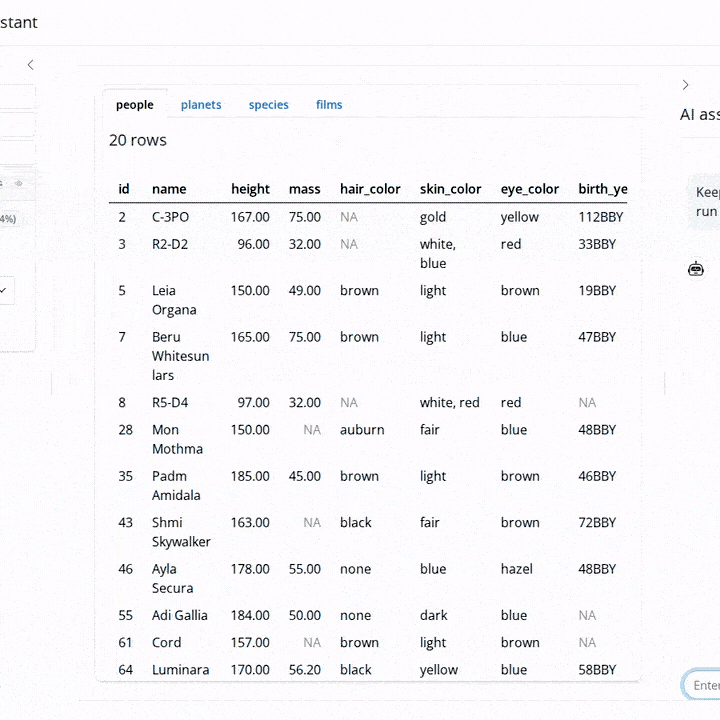 stant
people planets species films
20 rows
AI ass
id name height mass hair_color skin_color eye_color birth_ye
Keep
run
2 C-3PO 167.00 75.00 NA gold yellow 112BBY
4%)
3 R2-D2 96.00 32.00 NA white, red 33BBY
blue
5 Leia 150.00 49.00 brown light brown 19BBY
Organa
7 Beru 165.00 75.00 brown light blue 47BBY
Whitesun
lars
8 R5-D4 97.00 32.00 NA white, red red NA
28 Mon 150.00 NA auburn fair blue 48BBY
Mothma
35 Padm 185.00 45.00 brown light brown 46BBY
Amidala
43 Shmi 163.00 NA black fair brown 72BBY
Skywalker
46 Ayla 178.00 55.00 none blue hazel 48BBY
Secura
55 Adi Gallia 184.00 50.00 none dark blue NA
61 Cord 157.00 NA brown light brown NA
64 Luminara 170.00 56.20 black yellow blue 58BBY
Enter